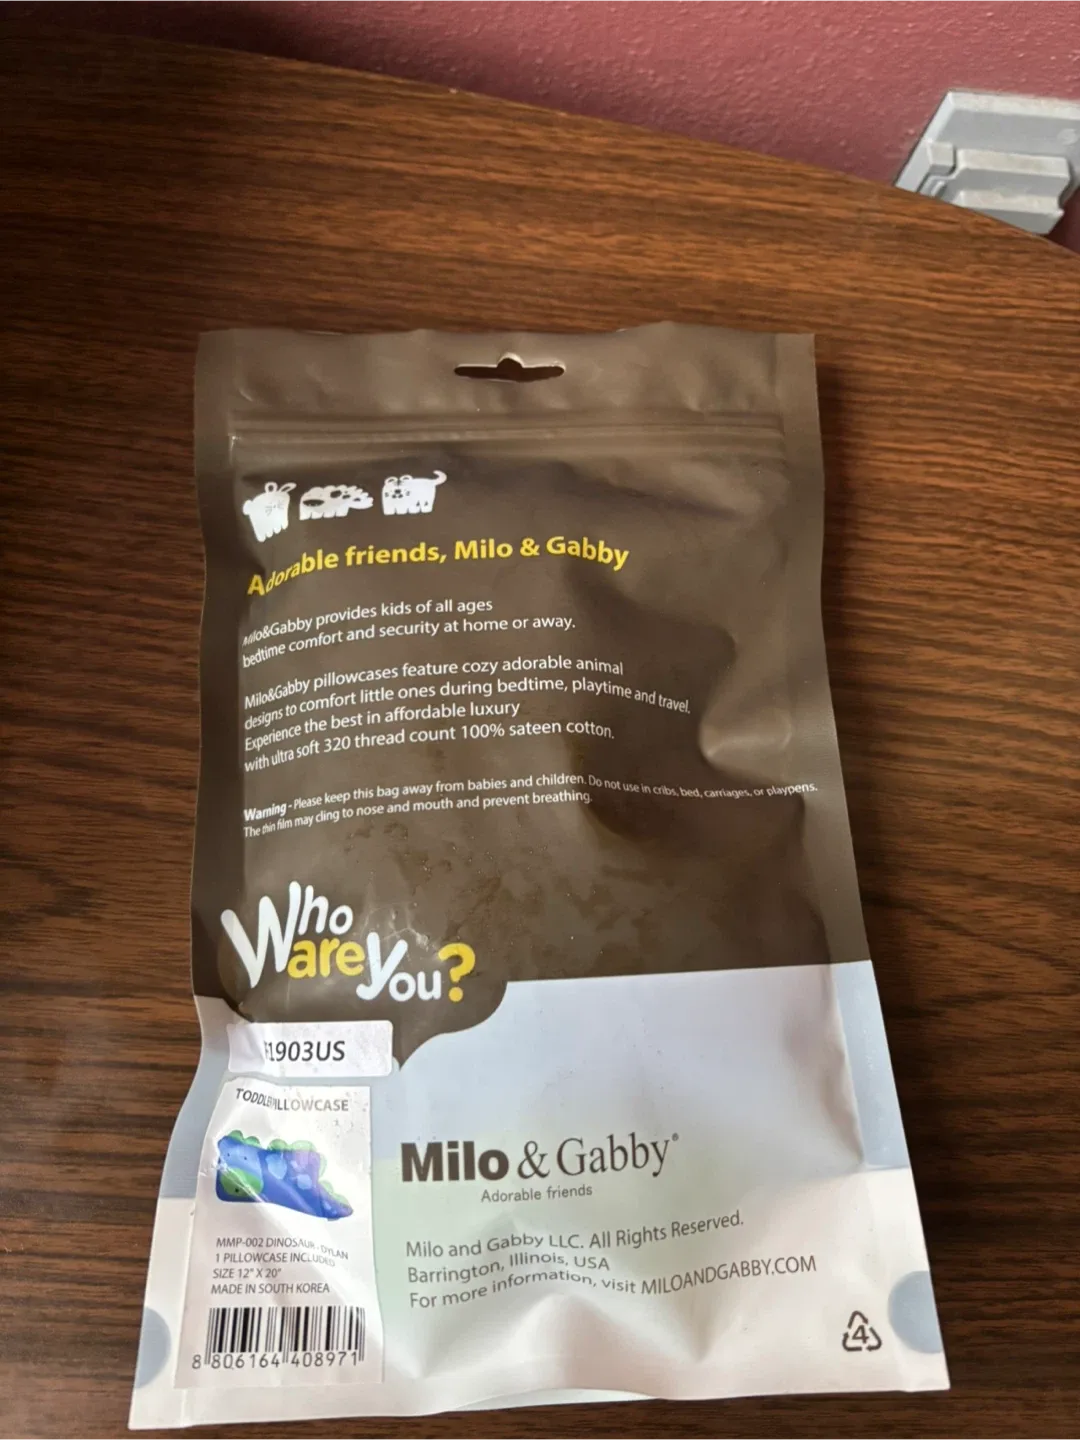 Adorable friends, Milo & Gabby
Milo&Gabby provides kids of all ages
bedtime comfort and security at home or away.
Milo&Gabby pillowcases feature cozy adorable animal
designs to comfort little ones during bedtime, playtime and travel.
Experience the best in affordable luxury
with ultra soft 320 thread count 100% sateen cotton.
Warning - Please keep this bag away from babies and children. Do not use in cribs, bed, carriages, or playpens.
The thin film may cling to nose and mouth and prevent breathing.
Who
are You?
1903US
TODDLE ILLOWCASE
MMP-002 DINOSAUR - DYLAN
1 PILLOWCASE INCLUDED
SIZE 12" X 20"
MADE IN SOUTH KOREA
8 806164 408971
Milo & Gabby®
Adorable friends
Milo and Gabby LLC. All Rights Reserved.
Barrington, Illinois, USA
For more information, visit MILOANDGABBY.COM
4